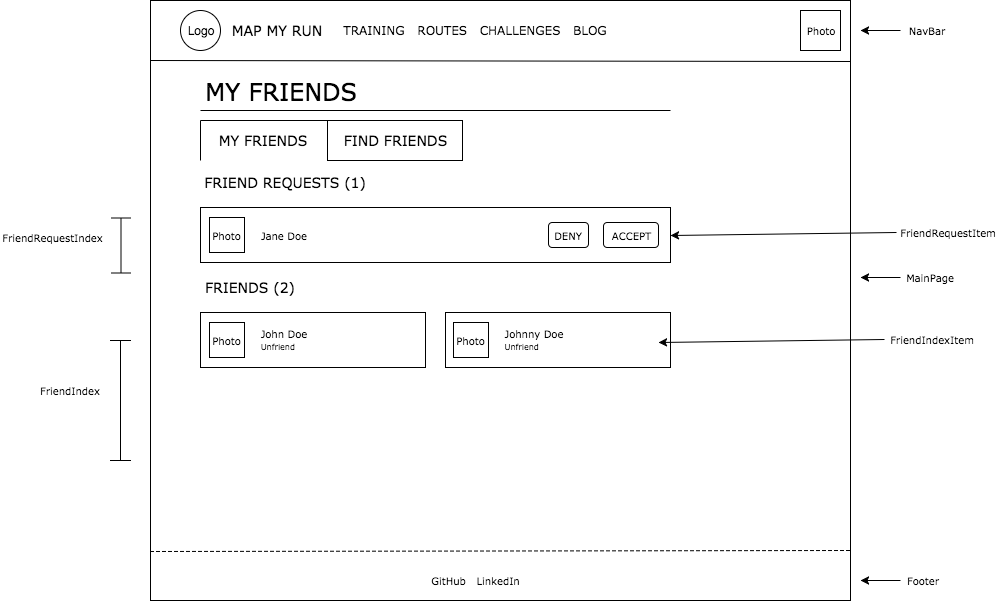 Logo MAP MY RUN TRAINING ROUTES CHALLENGES BLOG Photo NavBar
MY FRIENDS
MY FRIENDS FIND FRIENDS
FRIEND REQUESTS (1)
FriendRequestIndex Photo Jane Doe DENY ACCEPT FriendRequestItem
MainPage
FRIENDS (2)
Photo John Doe
Unfriend
Photo Johnny Doe
Unfriend
FriendIndexItem
FriendIndex
GitHub LinkedIn Footer